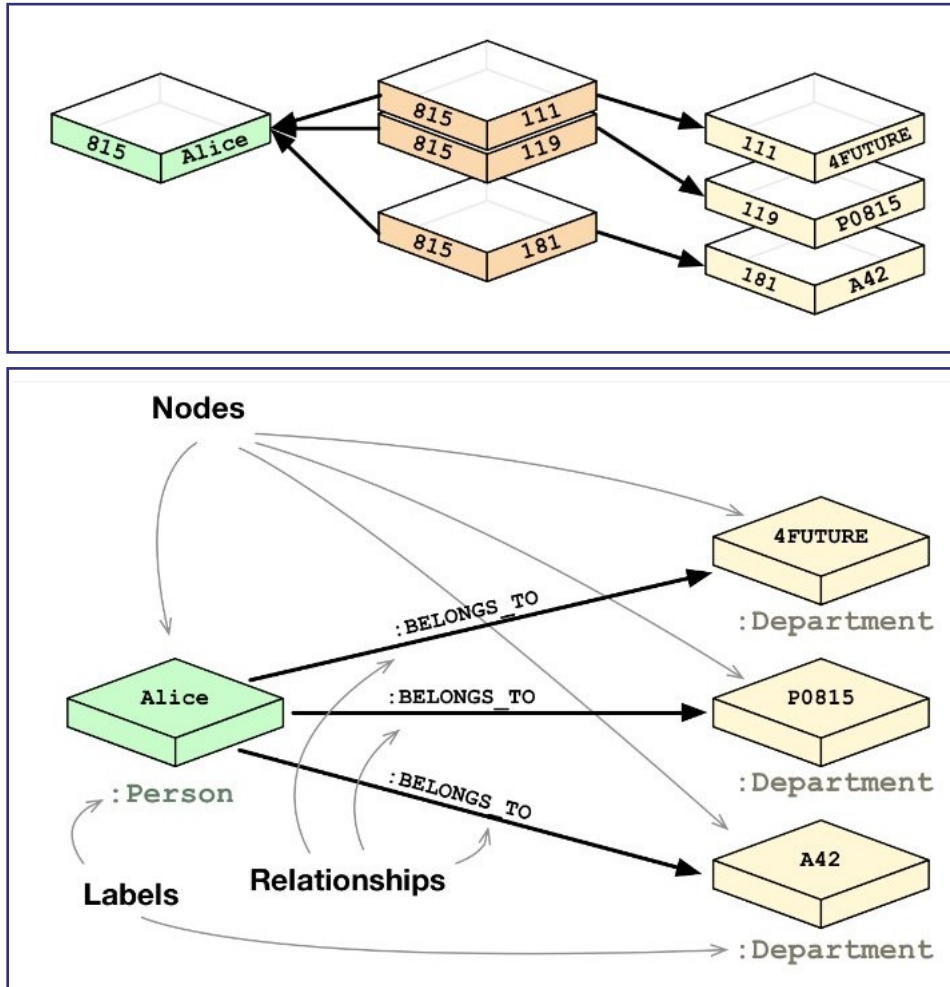 815 Alice
815 111
815 119
815 181
111 4FUTURE
119 P0815
181 A42
Nodes
4FUTURE
:Department
:BELONGS_TO
Alice
:Person
:BELONGS_TO
P0815
:Department
:BELONGS_TO
A42
:Department
Labels
Relationships